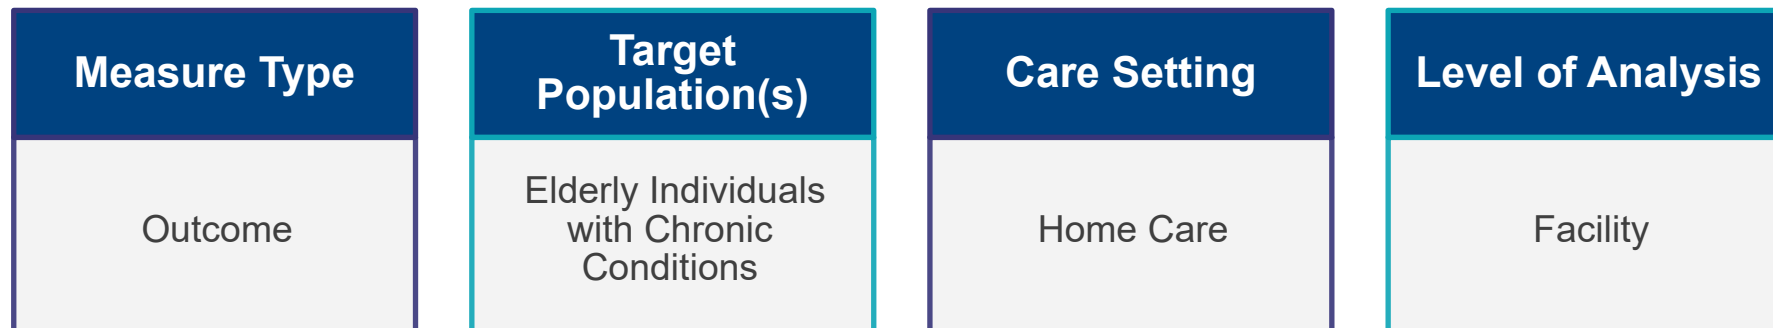 Measure Type
Outcome
Target
Population(s)
Elderly Individuals
with Chronic
Conditions
Care Setting
Home Care
Level of Analysis
Facility